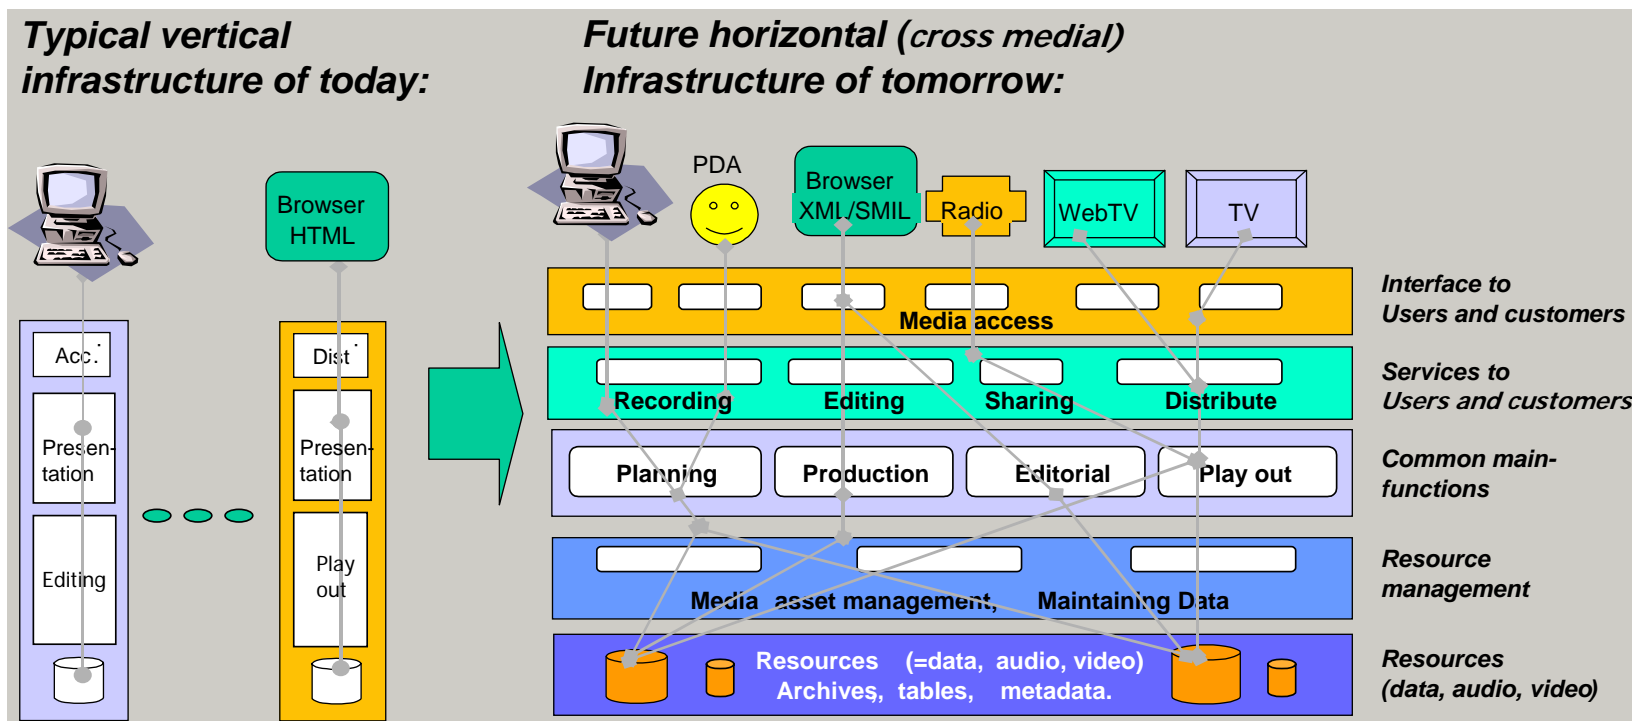 Typical vertical
infrastructure of today:
Future horizontal (cross medial)
Infrastructure of tomorrow:
Browser
HTML
Acc.
Presen-
tation
Editing
Dist
Presen-
tation
Play
out
PDA
Browser
XML/SMIL
Radio
WebTV
TV
Media access
Interface to
Users and customers
Recording Editing Sharing Distribute
Services to
Users and customers
Planning Production Editorial Play out
Common main-
functions
Media asset management, Maintaining Data
Resource
management
Resources (=data, audio, video)
Archives, tables, metadata.
Resources
(data, audio, video)